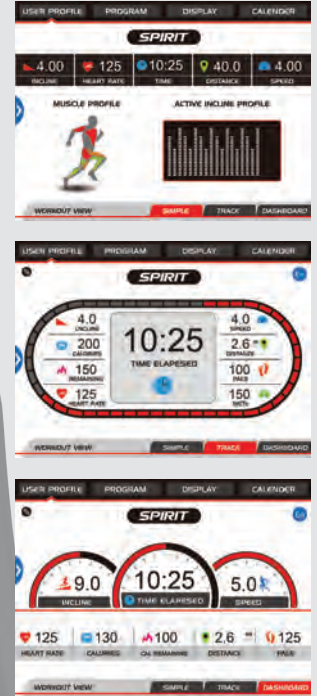 USER PROFILE PROGRAM DISPLAY CALENDER
SPIRIT
4.00 125 10:25 40.0 4.00
INCLINE HEART RATE TIME DISTANCE SPEED
MUSCLE PROFILE ACTIVE INCLINE PROFILE
WORKOUT VIEW SIMPLE TRACK DASHBOARD
USER PROFILE PROGRAM DISPLAY CALENDER
SPIRIT
4.0 4.0
INCLINE SPEED
200 10:25 2.6
CALORIES TIME ELAPESED DISTANCE
150 100
REMAINING PACE
125 150
HEART RATE METS
WORKOUT VIEW SIMPLE TRACK DASHBOARD
USER PROFILE PROGRAM DISPLAY CALENDER
SPIRIT
9.0 10:25 5.0
INCLINE TIME ELAPESED SPEED
125 130 100 2.6 125
HEART RATE CALORIES CAL REMAINING DISTANCE PACE
WORKOUT VIEW SIMPLE TRACK DASHBOARD